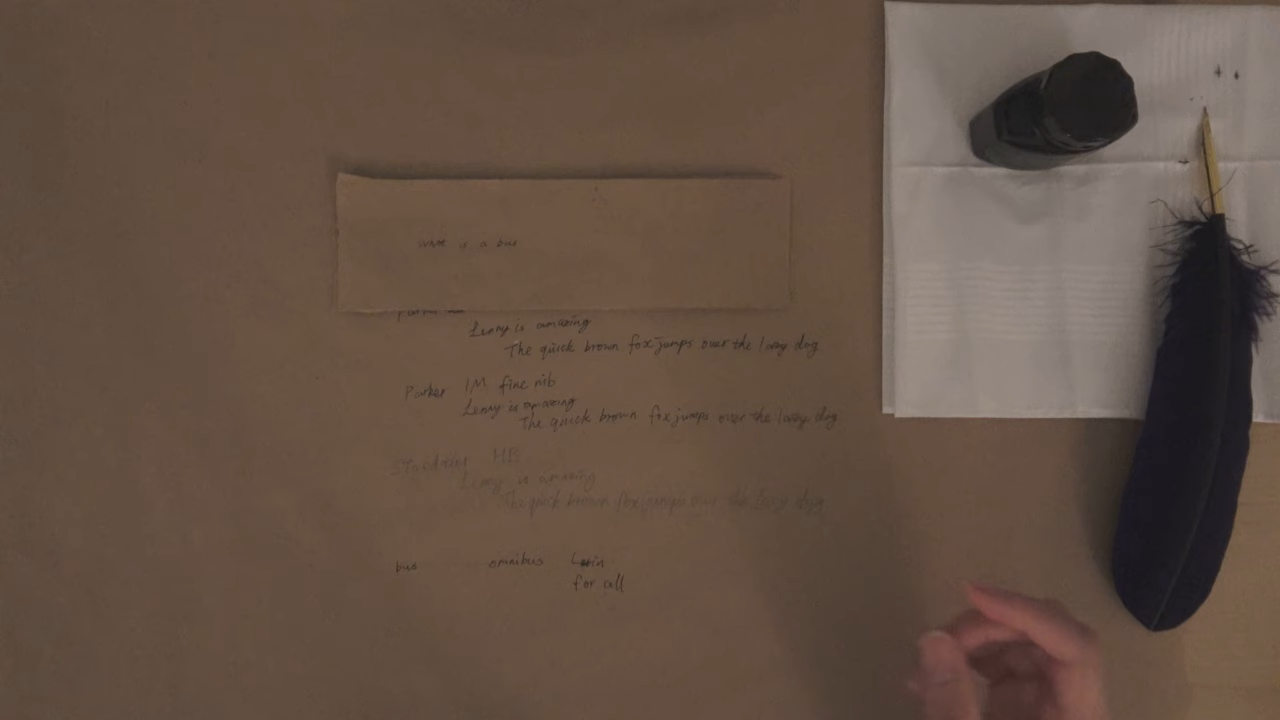 what is a bus
Lenny is amazing
The quick brown fox jumps over the lazy dog
Parker IM fine nib
Lenny is amazing
The quick brown fox jumps over the lazy dog
Staedtler HB
Lenny is amazing
The quick brown fox jumps over the lazy dog
bus omnibus Latin
for all